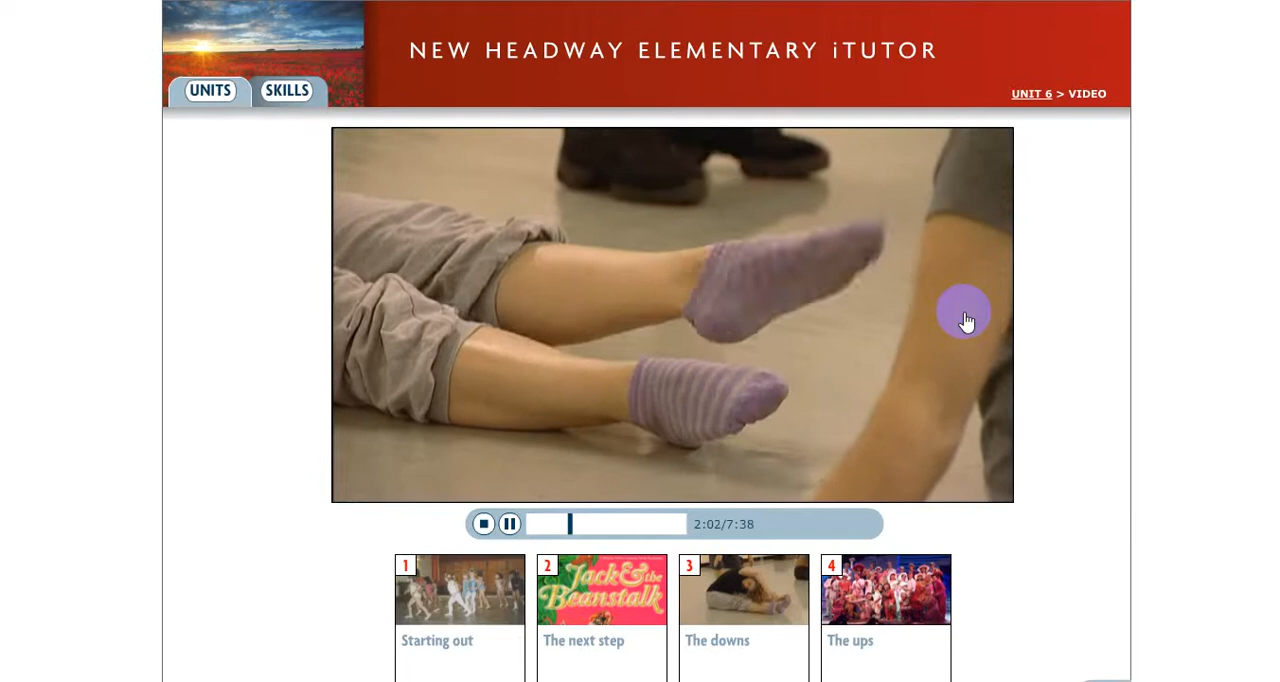 NEW HEADWAY ELEMENTARY iTUTOR
UNITS SKILLS
UNIT 6 > VIDEO
2:02/7:38
1 2 3 4
Jack & the
Beanstalk
Starting out The next step The downs The ups